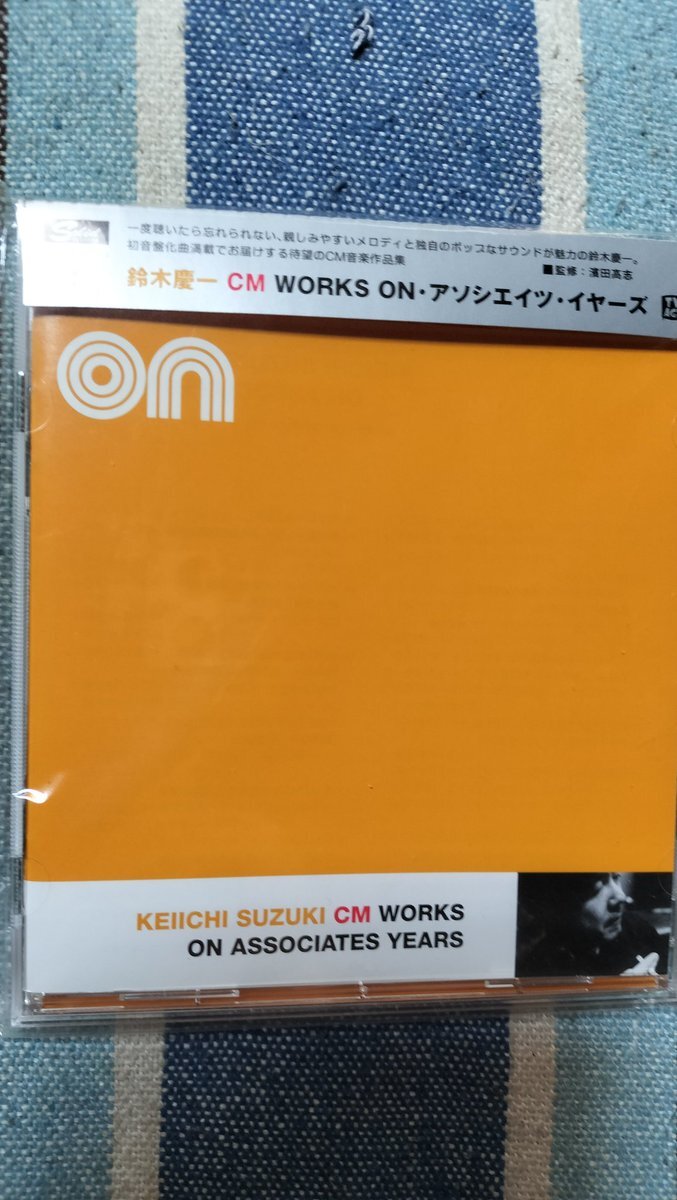 一度聴いたら忘れられない、親しみやすいメロディと独自のポップなサウンドが魅力の鈴木慶一。
初音盤化曲満載でお届けする待望のCM音楽作品集
■監修：濱田高志
鈴木慶一 CM WORKS ON・アソシエイツ・イヤーズ
on
KEIICHI SUZUKI CM WORKS
ON ASSOCIATES YEARS